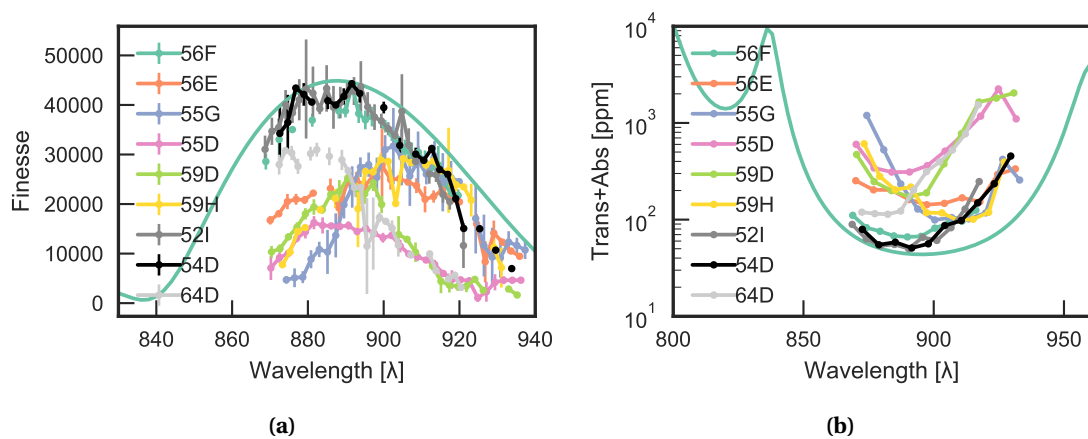 50000
40000
30000
20000
10000
0
Finesse
56F
56E
55G
55D
59D
59H
52I
54D
64D
840 860 880 900 920 940
Wavelength [λ]
(a)
10^4
10^3
10^2
10^1
Trans+Abs [ppm]
56F
56E
55G
55D
59D
59H
52I
54D
64D
800 850 900 950
Wavelength [λ]
(b)